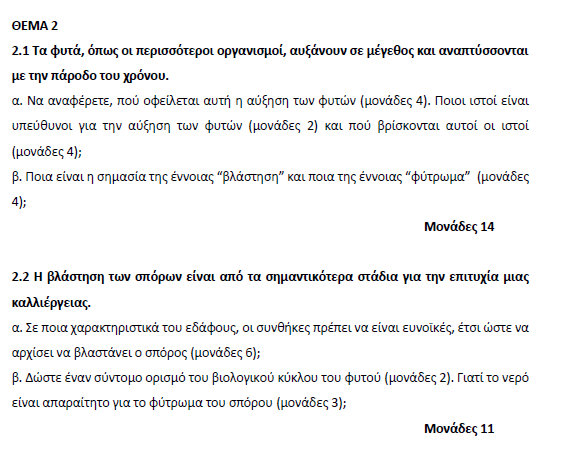 ΘΕΜΑ 2
2.1 Τα φυτά, όπως οι περισσότεροι οργανισμοί, αυξάνουν σε μέγεθος και αναπτύσσονται
με την πάροδο του χρόνου.
α. Να αναφέρετε, πού οφείλεται αυτή η αύξηση των φυτών (μονάδες 4). Ποιοι ιστοί είναι
υπεύθυνοι για την αύξηση των φυτών (μονάδες 2) και πού βρίσκονται αυτοί οι ιστοί
(μονάδες 4);
β. Ποια είναι η σημασία της έννοιας “βλάστηση” και ποια της έννοιας “φύτρωμα” (μονάδες
4);
Μονάδες 14
2.2 Η βλάστηση των σπόρων είναι από τα σημαντικότερα στάδια για την επιτυχία μιας
καλλιέργειας.
α. Σε ποια χαρακτηριστικά του εδάφους, οι συνθήκες πρέπει να είναι ευνοϊκές, έτσι ώστε να
αρχίσει να βλαστάνει ο σπόρος (μονάδες 6);
β. Δώστε έναν σύντομο ορισμό του βιολογικού κύκλου του φυτού (μονάδες 2). Γιατί το νερό
είναι απαραίτητο για το φύτρωμα του σπόρου (μονάδες 3);
Μονάδες 11